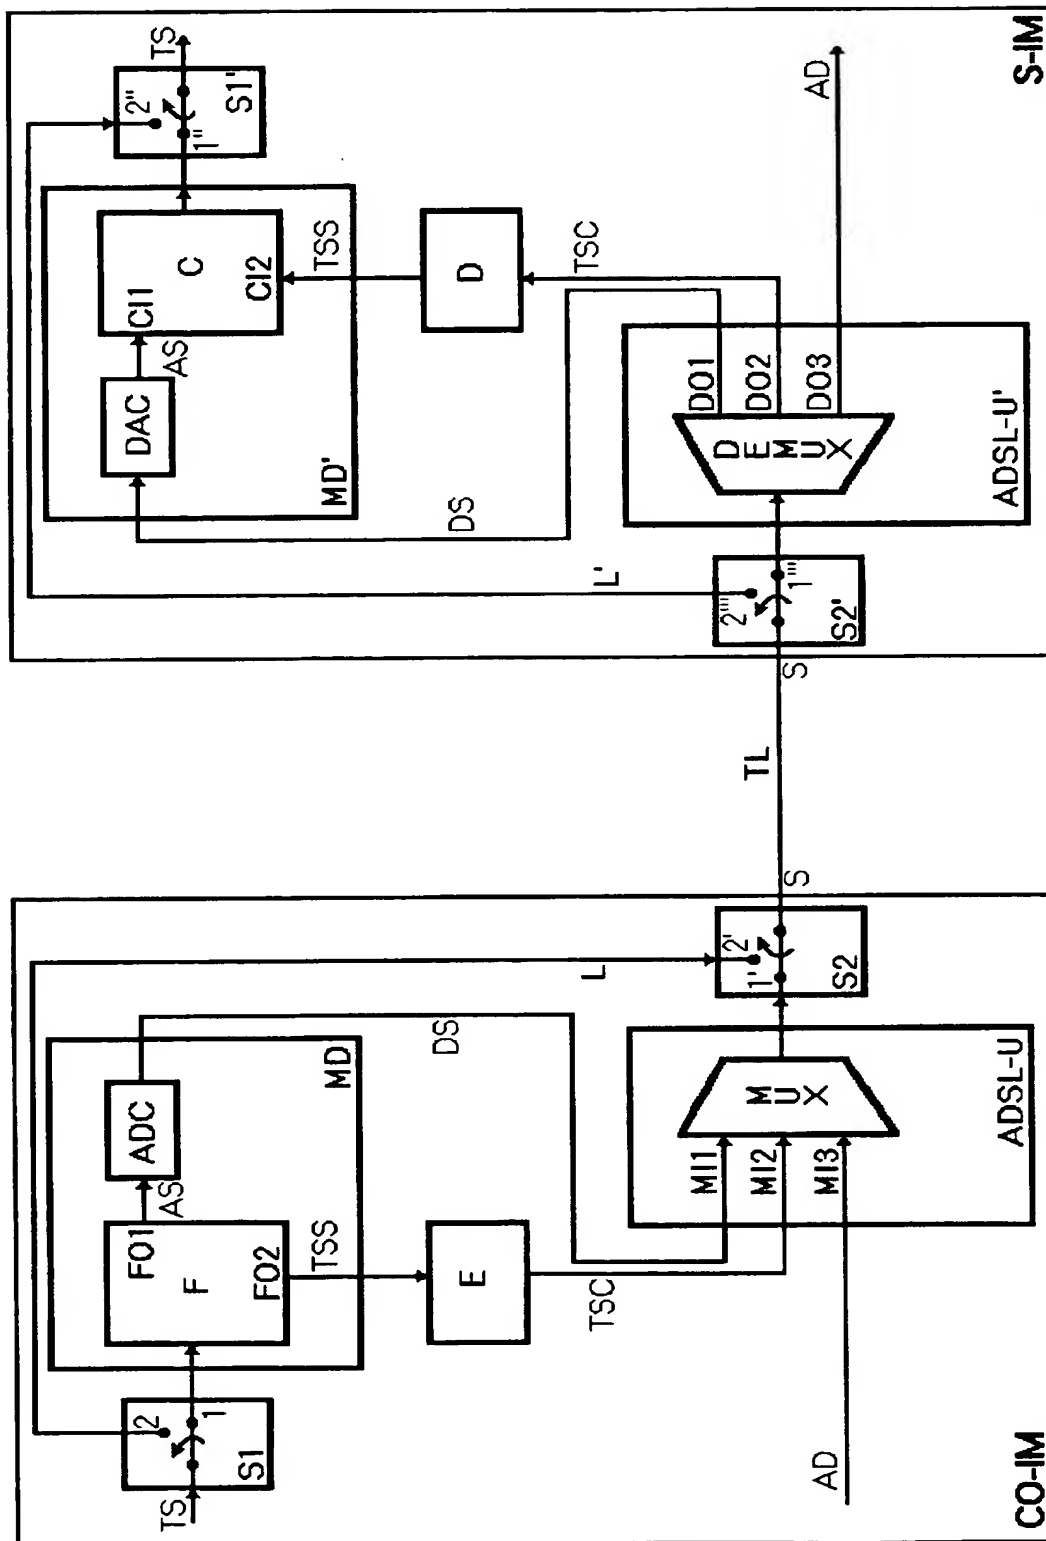 CO-IM
TS
S1
1
2
F
FO1
FO2
AS
ADC
MD
TSS
E
TSC
DS
L
AD
MI1
MI2
MI3
MUX
ADSL-U
S2
1'
2'
S
TL
S
S-IM
S2'
1'''
2'''
L'
DEMUX
DO1
DO2
DO3
ADSL-U'
AD
DS
TSC
D
TSS
MD'
DAC
AS
CI1
CI2
C
S1'
1''
2''
TS